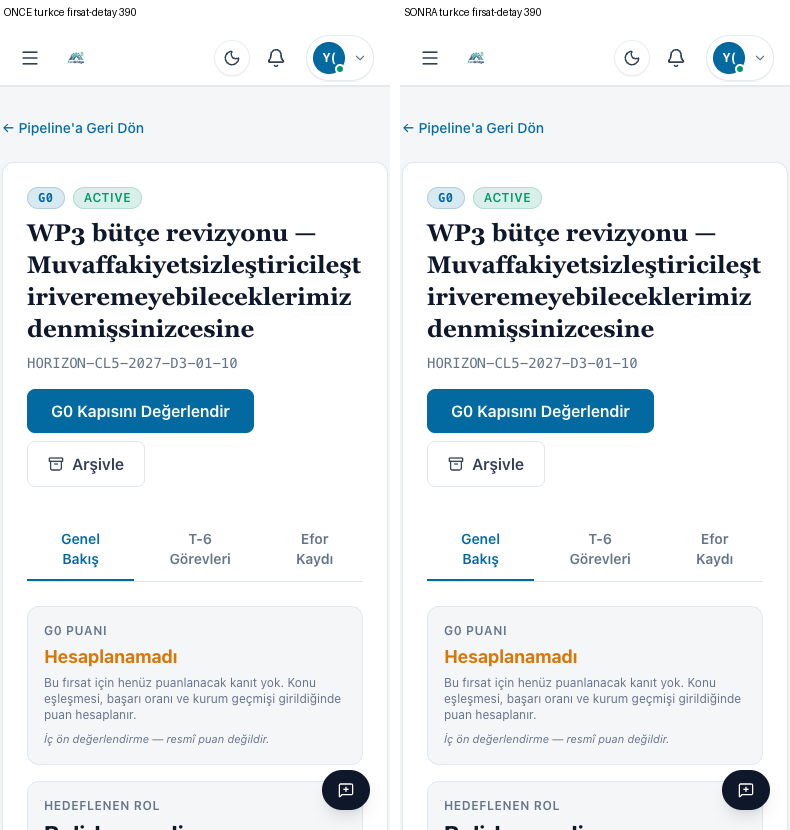 ONCE turkce firsat-detay 390
Y(
← Pipeline'a Geri Dön
G0 ACTIVE
WP3 bütçe revizyonu —
Muvaffakiyetsizleştiricileşt
iriveremeyebileceklerimiz
denmişsinizcesine
HORIZON-CL5-2027-D3-01-10
G0 Kapısını Değerlendir
Arşivle
Genel Bakış
T-6 Görevleri
Efor Kaydı
G0 PUANI
Hesaplanamadı
Bu fırsat için henüz puanlanacak kanıt yok. Konu
eşleşmesi, başarı oranı ve kurum geçmişi girildiğinde
puan hesaplanır.
İç ön değerlendirme — resmî puan değildir.
HEDEFLENEN ROL
SONRA turkce firsat-detay 390
Y(
← Pipeline'a Geri Dön
G0 ACTIVE
WP3 bütçe revizyonu —
Muvaffakiyetsizleştiricileşt
iriveremeyebileceklerimiz
denmişsinizcesine
HORIZON-CL5-2027-D3-01-10
G0 Kapısını Değerlendir
Arşivle
Genel Bakış
T-6 Görevleri
Efor Kaydı
G0 PUANI
Hesaplanamadı
Bu fırsat için henüz puanlanacak kanıt yok. Konu
eşleşmesi, başarı oranı ve kurum geçmişi girildiğinde
puan hesaplanır.
İç ön değerlendirme — resmî puan değildir.
HEDEFLENEN ROL